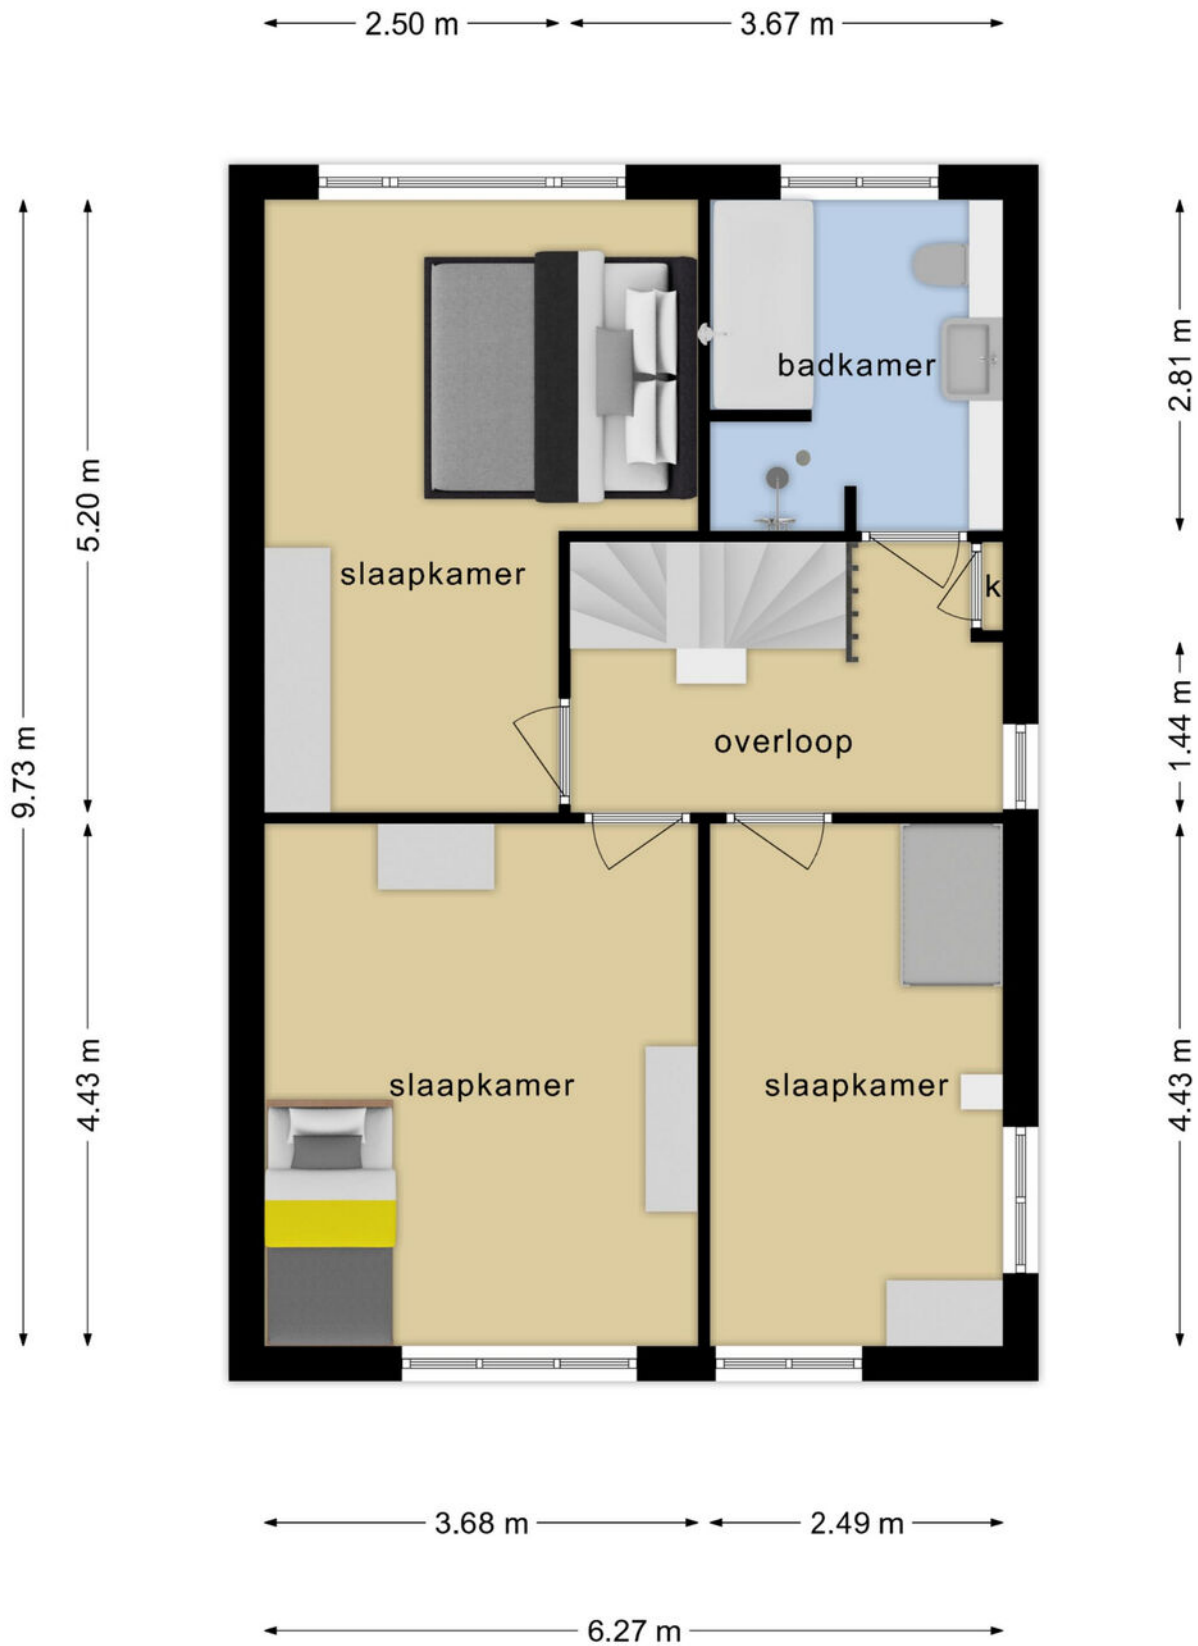 2.50 m
3.67 m
badkamer
2.81 m
5.20 m
slaapkamer
k
1.44 m
overloop
9.73 m
4.43 m
slaapkamer
slaapkamer
4.43 m
3.68 m
2.49 m
6.27 m